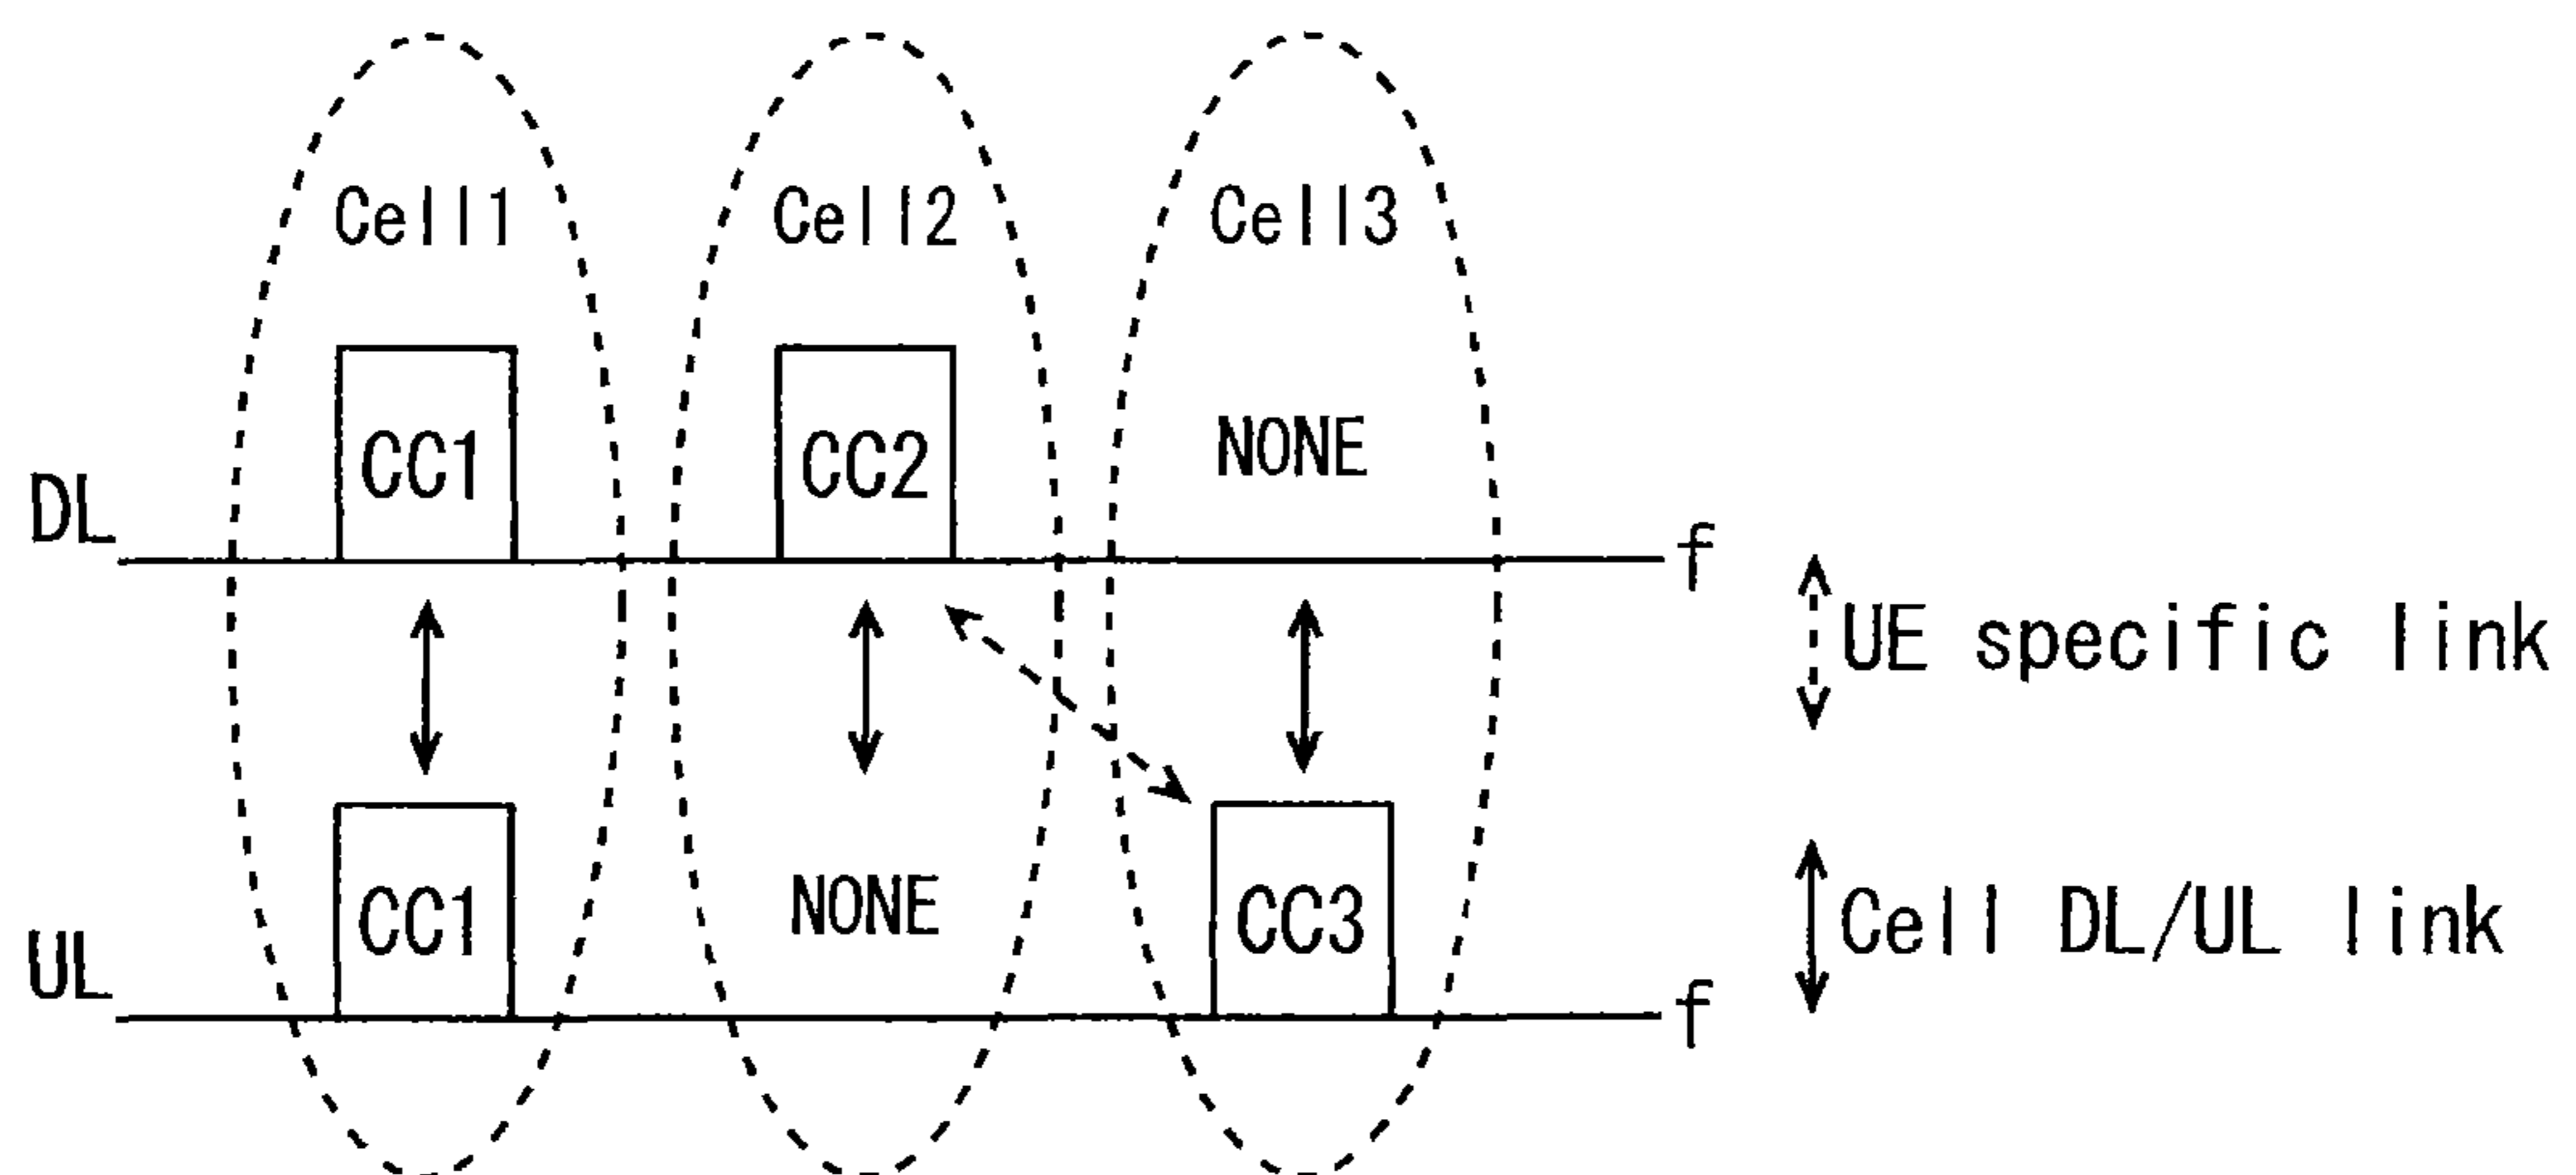 Cell1 Cell2 Cell3
CC1 CC2 NONE
DL f
UE specific link
CC1 NONE CC3
Cell DL/UL link
UL f